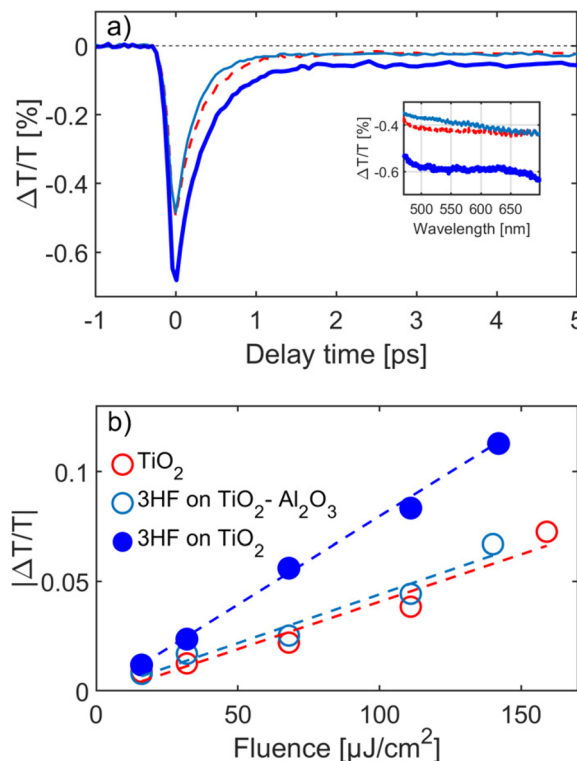 a)
0
-0.2
-0.4
-0.6
ΔT/T [%]
-0.4
-0.6
ΔT/T [%]
500 550 600 650
Wavelength [nm]
-1 0 1 2 3 4 5
Delay time [ps]
b)
TiO2
3HF on TiO2- Al2O3
3HF on TiO2
0.1
0.05
0
|ΔT/T|
0 50 100 150
Fluence [μJ/cm2]